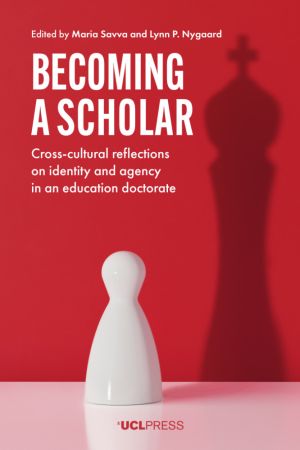 Edited by Maria Savva and Lynn P. Nygaard
BECOMING
A SCHOLAR
Cross-cultural reflections
on identity and agency
in an education doctorate
UCLPRESS